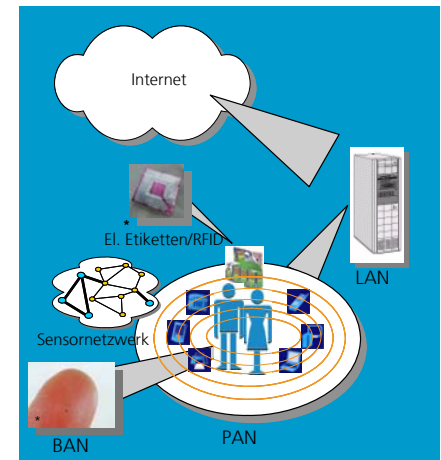 Internet
*
El. Etiketten/RFID
LAN
Sensornetzwerk
*
BAN
PAN